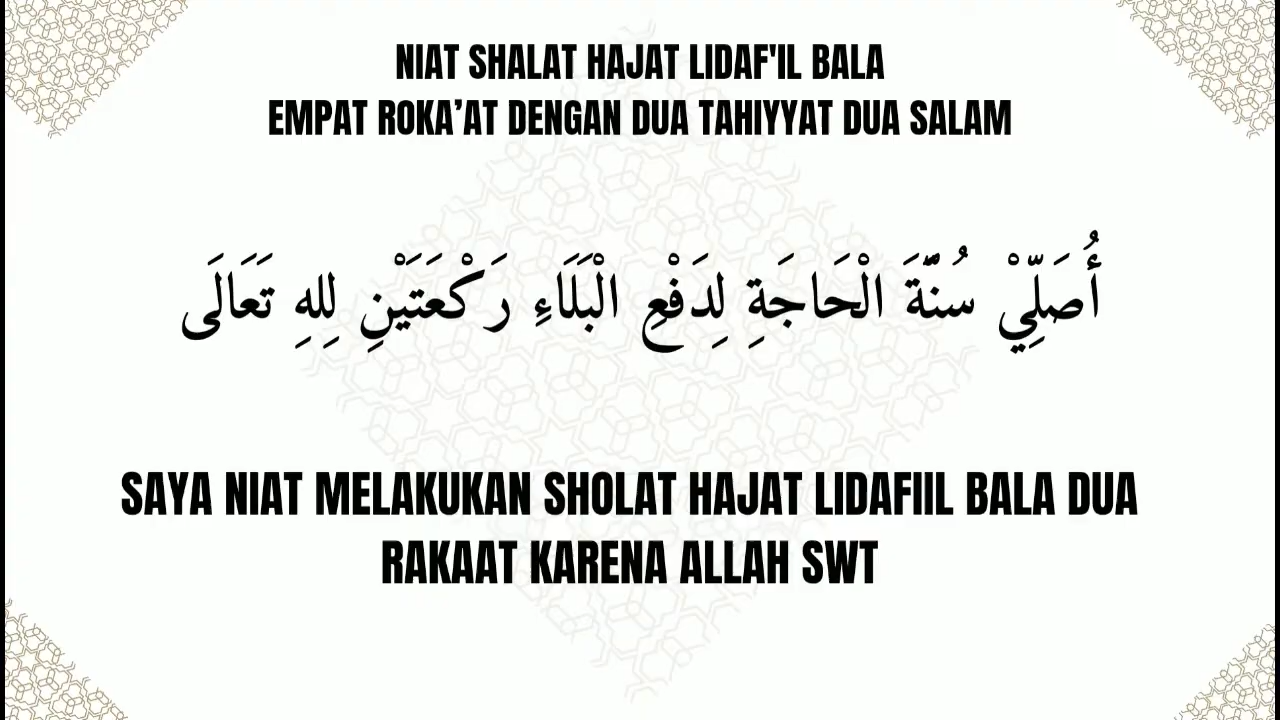 NIAT SHALAT HAJAT LIDAF'IL BALA
EMPAT ROKA’AT DENGAN DUA TAHIYYAT DUA SALAM
أُصَلِّيْ سُنَّةَ الْحَاجَةِ لِدَفْعِ الْبَلَاءِ رَكْعَتَيْنِ لِلهِ تَعَالَى
SAYA NIAT MELAKUKAN SHOLAT HAJAT LIDAFIIL BALA DUA
RAKAAT KARENA ALLAH SWT